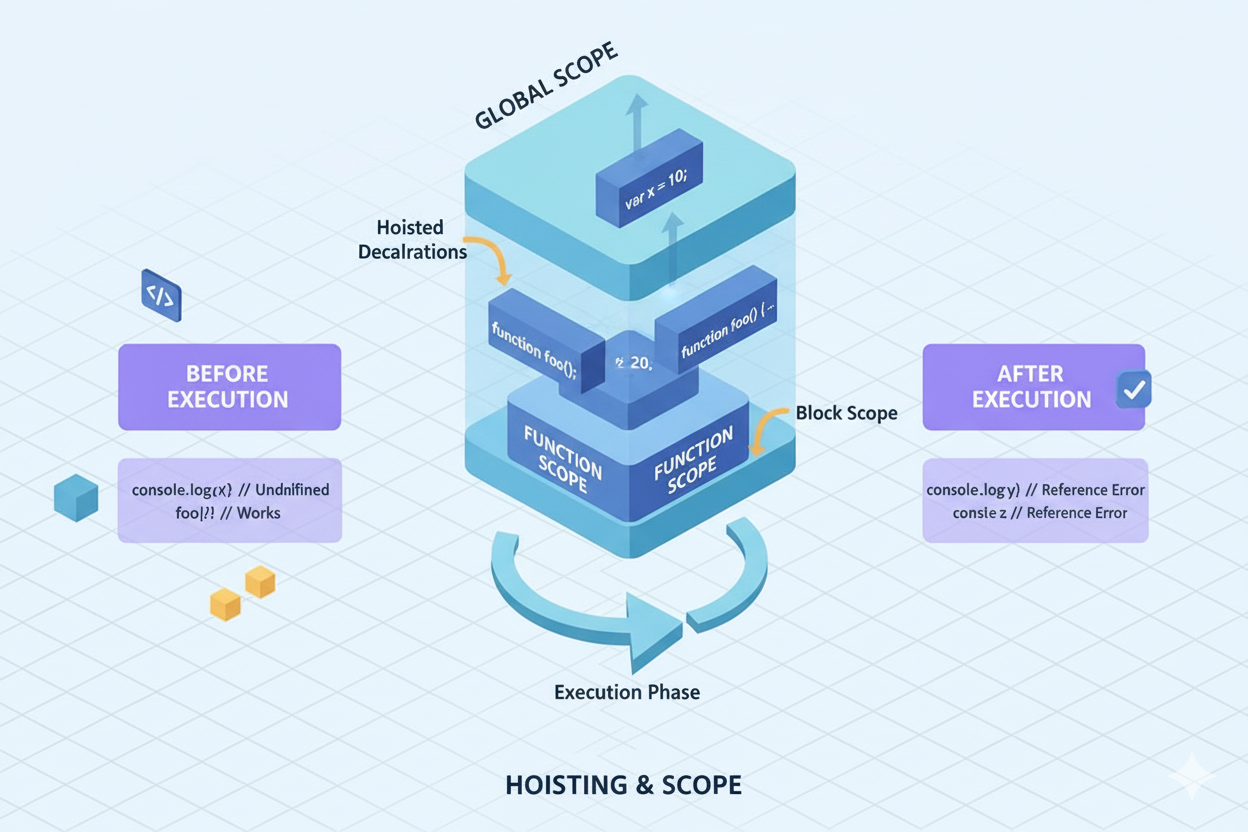 GLOBAL SCOPE
var x = 10;
Hoisted
Decalrations
</>
function foo();
function foo() { --
20,
BEFORE
EXECUTION
AFTER
EXECUTION
Block Scope
FUNCTION
SCOPE
FUNCTION
SCOPE
console.log(x} // Undnlfined
foo|?! // Works
console.logy) // Reference Error
consle z // Reference Error
Execution Phase
HOISTING & SCOPE